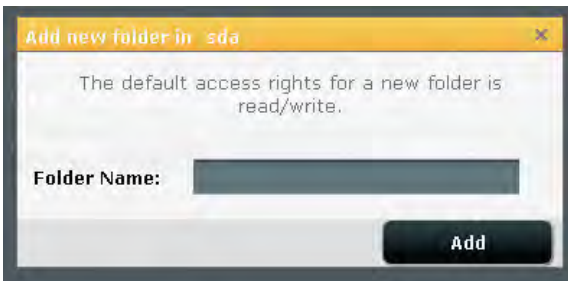 Add new folder in sda
The default access rights for a new folder is
read/write.
Folder Name:
Add